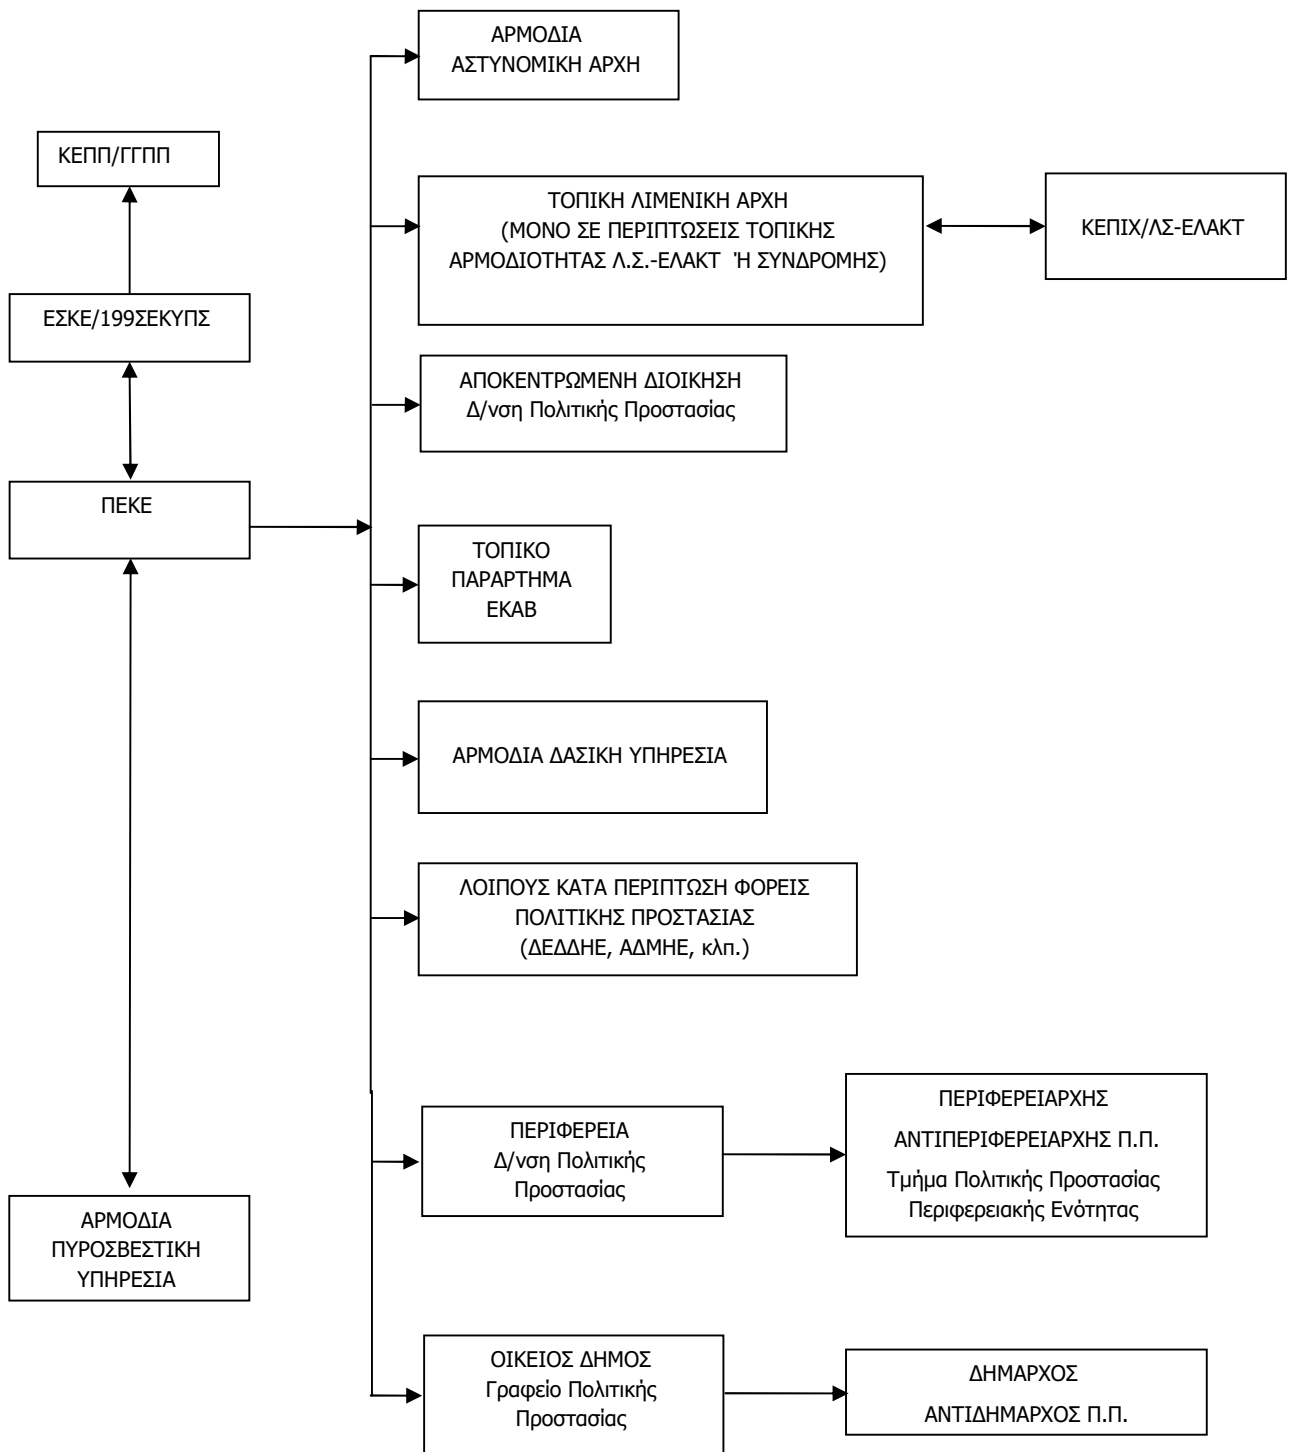 ΑΡΜΟΔΙΑ
ΑΣΤΥΝΟΜΙΚΗ ΑΡΧΗ
ΚΕΠΠ/ΓΓΠΠ
ΤΟΠΙΚΗ ΛΙΜΕΝΙΚΗ ΑΡΧΗ
(ΜΟΝΟ ΣΕ ΠΕΡΙΠΤΩΣΕΙΣ ΤΟΠΙΚΗΣ
ΑΡΜΟΔΙΟΤΗΤΑΣ Λ.Σ.-ΕΛΑΚΤ Ή ΣΥΝΔΡΟΜΗΣ)
ΚΕΠΙΧ/ΛΣ-ΕΛΑΚΤ
ΕΣΚΕ/199ΣΕΚΥΠΣ
ΑΠΟΚΕΝΤΡΩΜΕΝΗ ΔΙΟΙΚΗΣΗ
Δ/νση Πολιτικής Προστασίας
ΠΕΚΕ
ΤΟΠΙΚΟ
ΠΑΡΑΡΤΗΜΑ
ΕΚΑΒ
ΑΡΜΟΔΙΑ ΔΑΣΙΚΗ ΥΠΗΡΕΣΙΑ
ΛΟΙΠΟΥΣ ΚΑΤΑ ΠΕΡΙΠΤΩΣΗ ΦΟΡΕΙΣ
ΠΟΛΙΤΙΚΗΣ ΠΡΟΣΤΑΣΙΑΣ
(ΔΕΔΔΗΕ, ΑΔΜΗΕ, κλπ.)
ΠΕΡΙΦΕΡΕΙΑ
Δ/νση Πολιτικής
Προστασίας
ΠΕΡΙΦΕΡΕΙΑΡΧΗΣ
ΑΝΤΙΠΕΡΙΦΕΡΕΙΑΡΧΗΣ Π.Π.
Τμήμα Πολιτικής Προστασίας
Περιφερειακής Ενότητας
ΑΡΜΟΔΙΑ
ΠΥΡΟΣΒΕΣΤΙΚΗ
ΥΠΗΡΕΣΙΑ
ΟΙΚΕΙΟΣ ΔΗΜΟΣ
Γραφείο Πολιτικής
Προστασίας
ΔΗΜΑΡΧΟΣ
ΑΝΤΙΔΗΜΑΡΧΟΣ Π.Π.